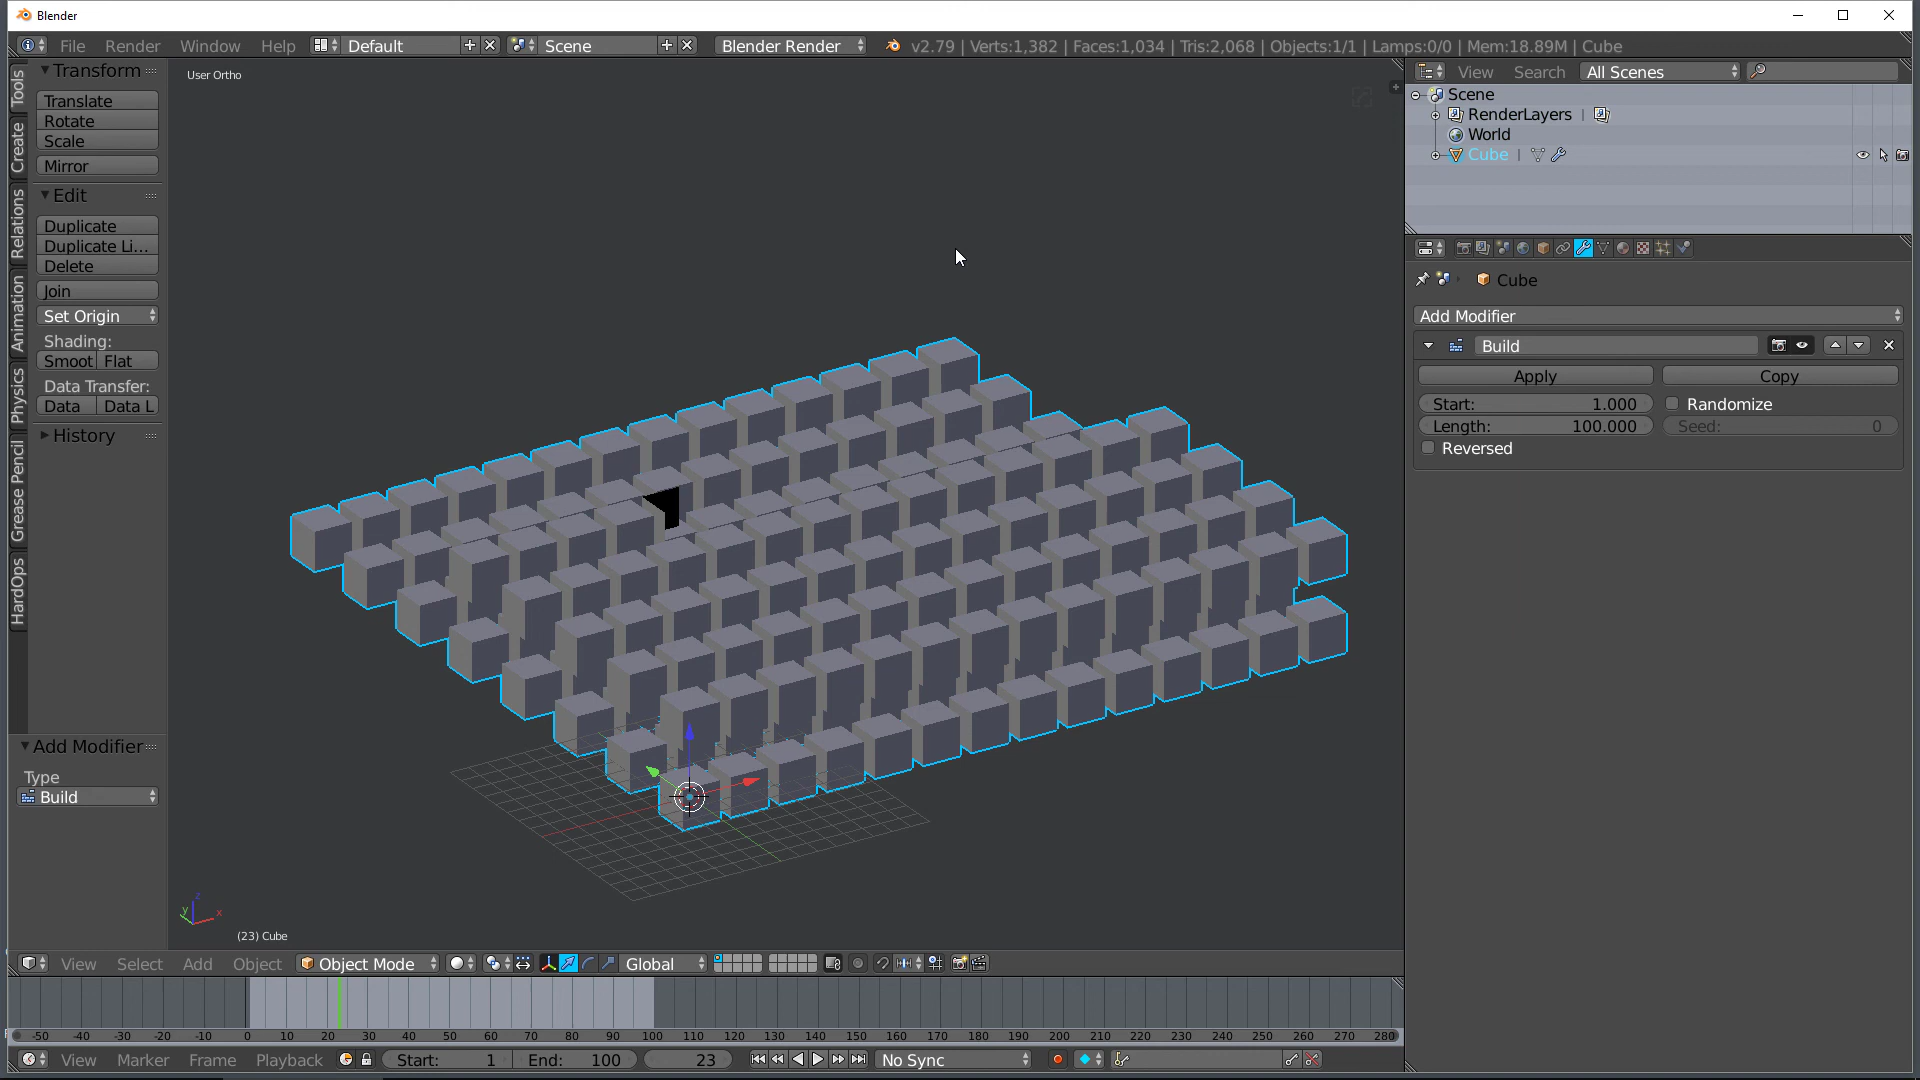 Blender
File Render Window Help Default Scene Blender Render v2.79 | Verts:1,382 | Faces:1,034 | Tris:2,068 | Objects:1/1 | Lamps:0/0 | Mem:18.89M | Cube
Tools
Create
Relations
Animation
Physics
Grease Pencil
HardOps
Transform
Translate
Rotate
Scale
Mirror
Edit
Duplicate
Duplicate Li...
Delete
Join
Set Origin
Shading:
Smoot Flat
Data Transfer:
Data Data L
History
Add Modifier
Type
Build
User Ortho
z
y x
(23) Cube
View Search All Scenes
Scene
RenderLayers |
World
Cube |
Cube
Add Modifier
Build
Apply Copy
Start: 1.000 Randomize
Length: 100.000 Seed: 0
Reversed
View Select Add Object Object Mode Global
-50 -40 -30 -20 -10 0 10 20 30 40 50 60 70 80 90 100 110 120 130 140 150 160 170 180 190 200 210 220 230 240 250 260 270 280
View Marker Frame Playback Start: 1 End: 100 23 No Sync